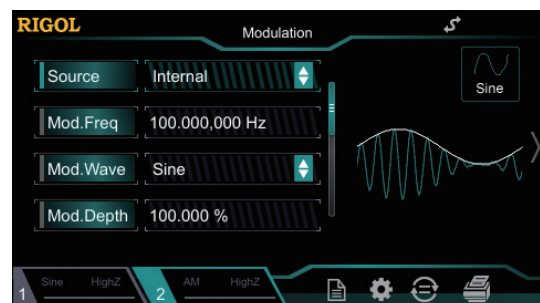 RIGOL
Modulation
Source Internal
Sine
Mod.Freq 100.000,000 Hz
Mod.Wave Sine
Mod.Depth 100.000 %
1 Sine HighZ
2 AM HighZ